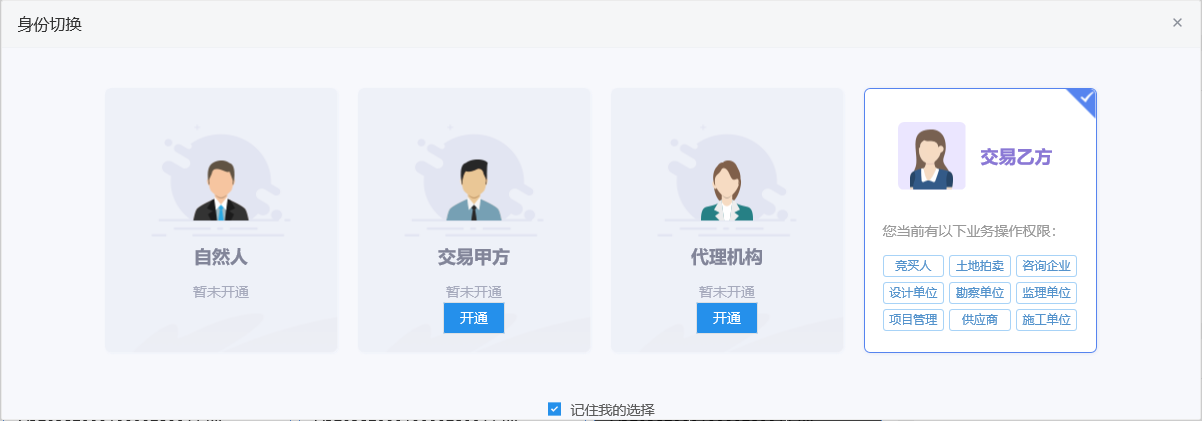 身份切换
自然人
暂未开通
交易甲方
暂未开通
开通
代理机构
暂未开通
开通
交易乙方
您当前有以下业务操作权限：
竞买人 土地拍卖 咨询企业
设计单位 勘察单位 监理单位
项目管理 供应商 施工单位
记住我的选择